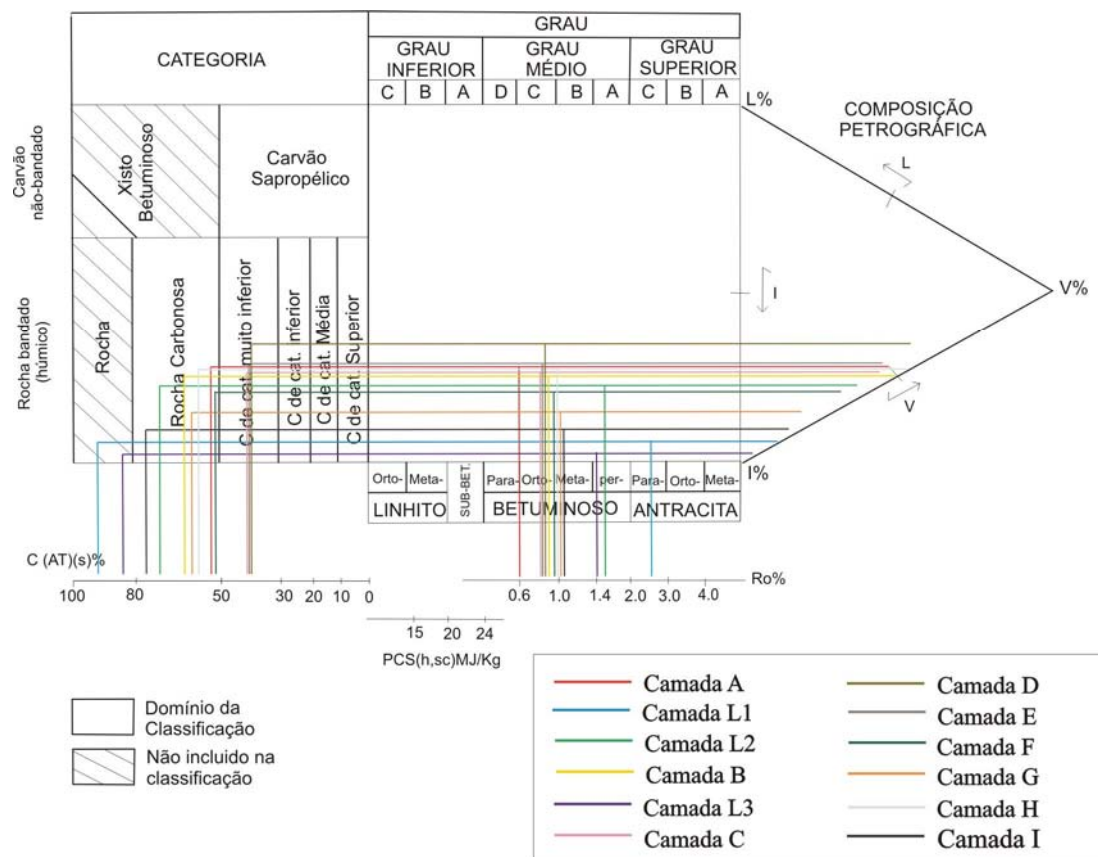 GRAU
CATEGORIA
GRAU
INFERIOR
GRAU
MÉDIO
GRAU
SUPERIOR
C B A D C B A C B A
L%
COMPOSIÇÃO
PETROGRÁFICA
Carvão
não-bandado
Xisto
Betuminoso
Carvão
Sapropélico
L
I
V%
V
Rocha bandado
(húmico)
Rocha
Rocha Carbonosa
C de cat. muito inferior
C de cat. Inferior
C de cat. Média
C de cat. Superior
I%
Orto- Meta- SUB-BET. Para- Orto- Meta- per- Para- Orto- Meta-
LINHITO BETUMINOSO ANTRACITA
C (AT)(s)%
Ro%
100 80 50 30 20 10 0 0.6 1.0 1.4 2.0 3.0 4.0
15 20 24
PCS(h,sc)MJ/Kg
Domínio da
Classificação
Não incluido na
classificação
Camada A
Camada L1
Camada L2
Camada B
Camada L3
Camada C
Camada D
Camada E
Camada F
Camada G
Camada H
Camada I